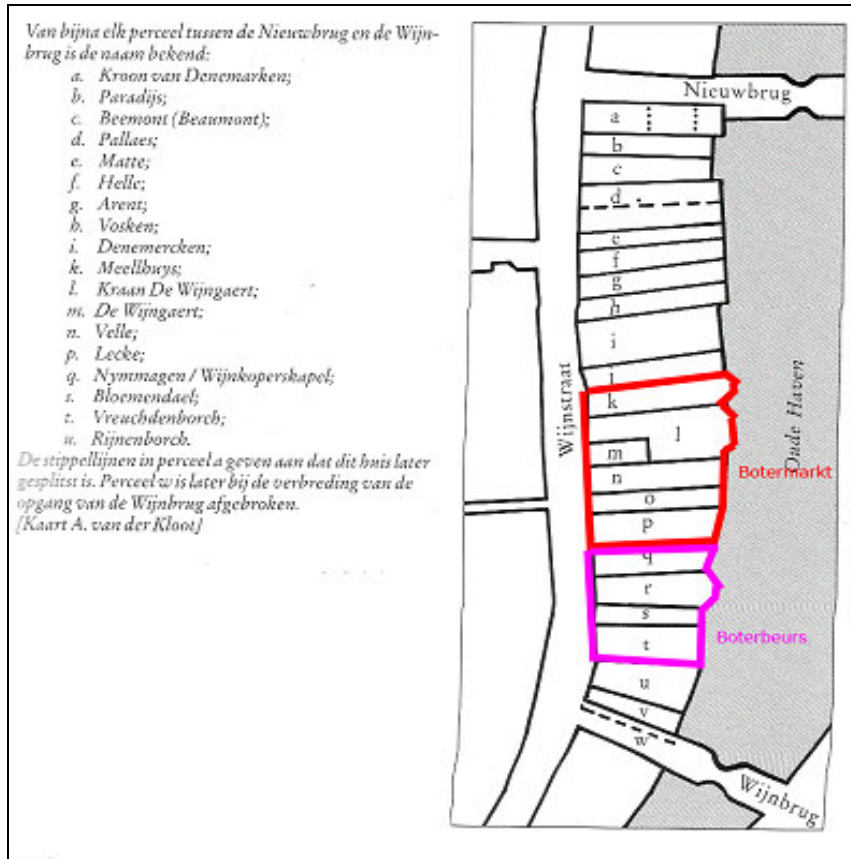 Van bijna elk perceel tussen de Nieuwbrug en de Wijn-
brug is de naam bekend:
a. Kroon van Denemarken;
b. Paradijs;
c. Beemont (Beaumont);
d. Pallaes;
e. Matte;
f. Helle;
g. Arent;
h. Vosken;
i. Denemercken;
k. Meelhuys;
l. Kraan De Wijngaert;
m. De Wijngaert;
n. Velle;
p. Lecke;
q. Nymmagen / Wijnkoperskapel;
s. Bloemendael;
t. Vreuchdenborch;
u. Rijnenborch.
De stippellijnen in perceel a geven aan dat dit huis later
gesplitst is. Perceel w is later bij de verbreding van de
opgang van de Wijnbrug afgebroken.
[Kaart A. van der Kloot]
Nieuwbrug
a
b
c
d
e
f
g
h
i
j
k
l
m
n
o
p
q
r
s
t
u
v
w
Wijnstraat
Oude Haven
Botermarkt
Boterbeurs
Wijnbrug